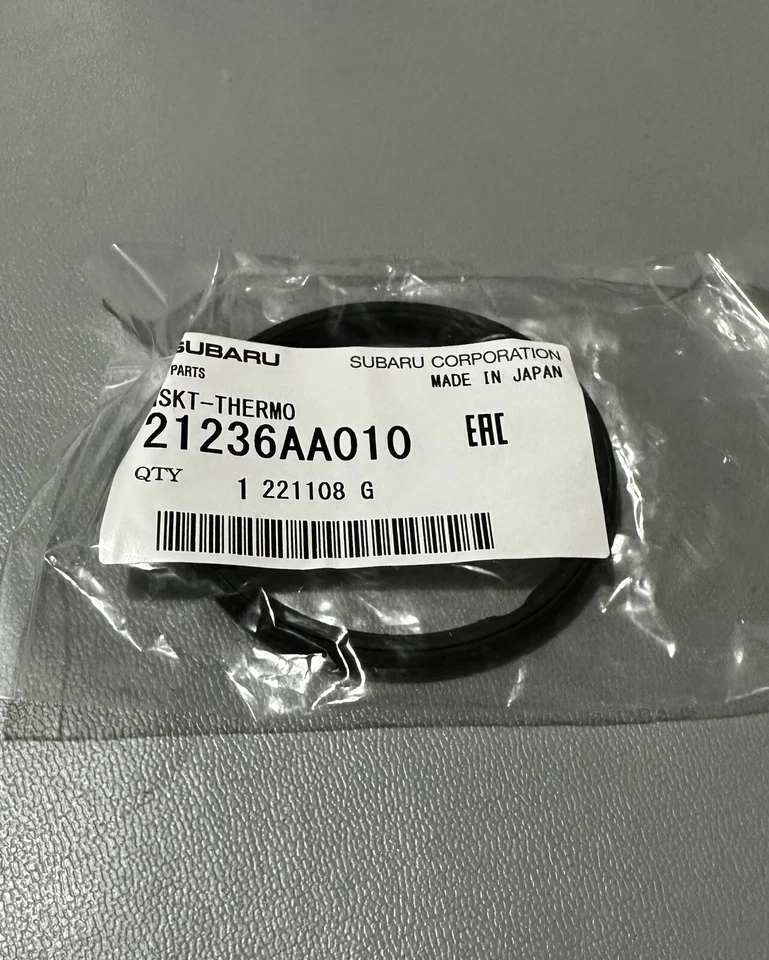 SUBARU
SUBARU CORPORATION
PARTS
MADE IN JAPAN
SKT-THERMO
21236AA010
EAC
QTY
1 221108 G